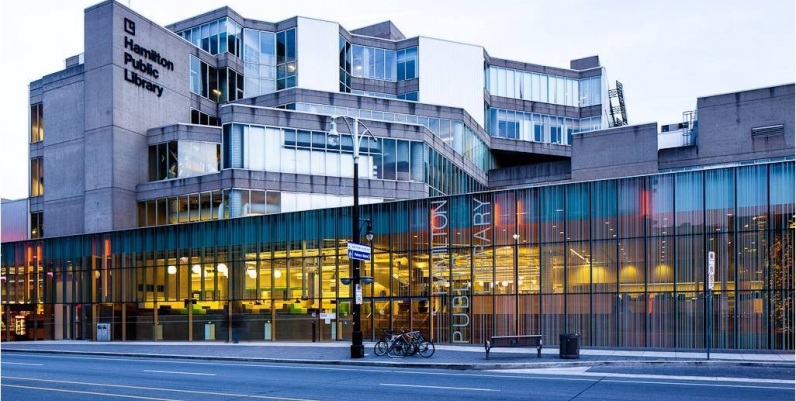 Hamilton
Public
Library
HAMILTON
PUBLIC LIBRARY